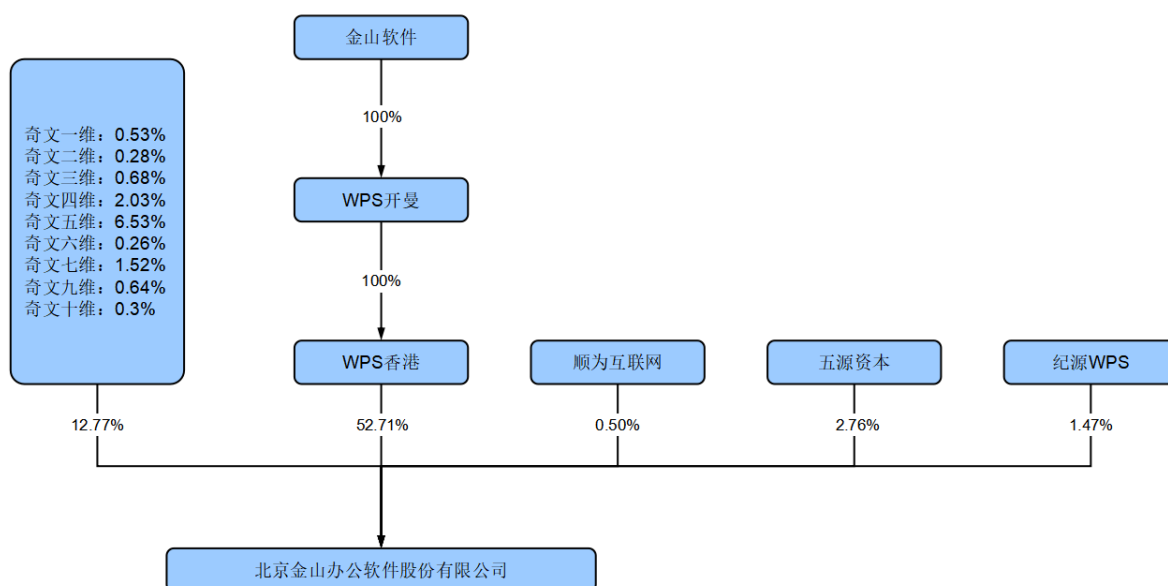 金山软件
100%
奇文一维：0.53%
奇文二维：0.28%
奇文三维：0.68%
奇文四维：2.03%
奇文五维：6.53%
奇文六维：0.26%
奇文七维：1.52%
奇文九维：0.64%
奇文十维：0.3%
WPS开曼
100%
WPS香港
顺为互联网
五源资本
纪源WPS
12.77%
52.71%
0.50%
2.76%
1.47%
北京金山办公软件股份有限公司